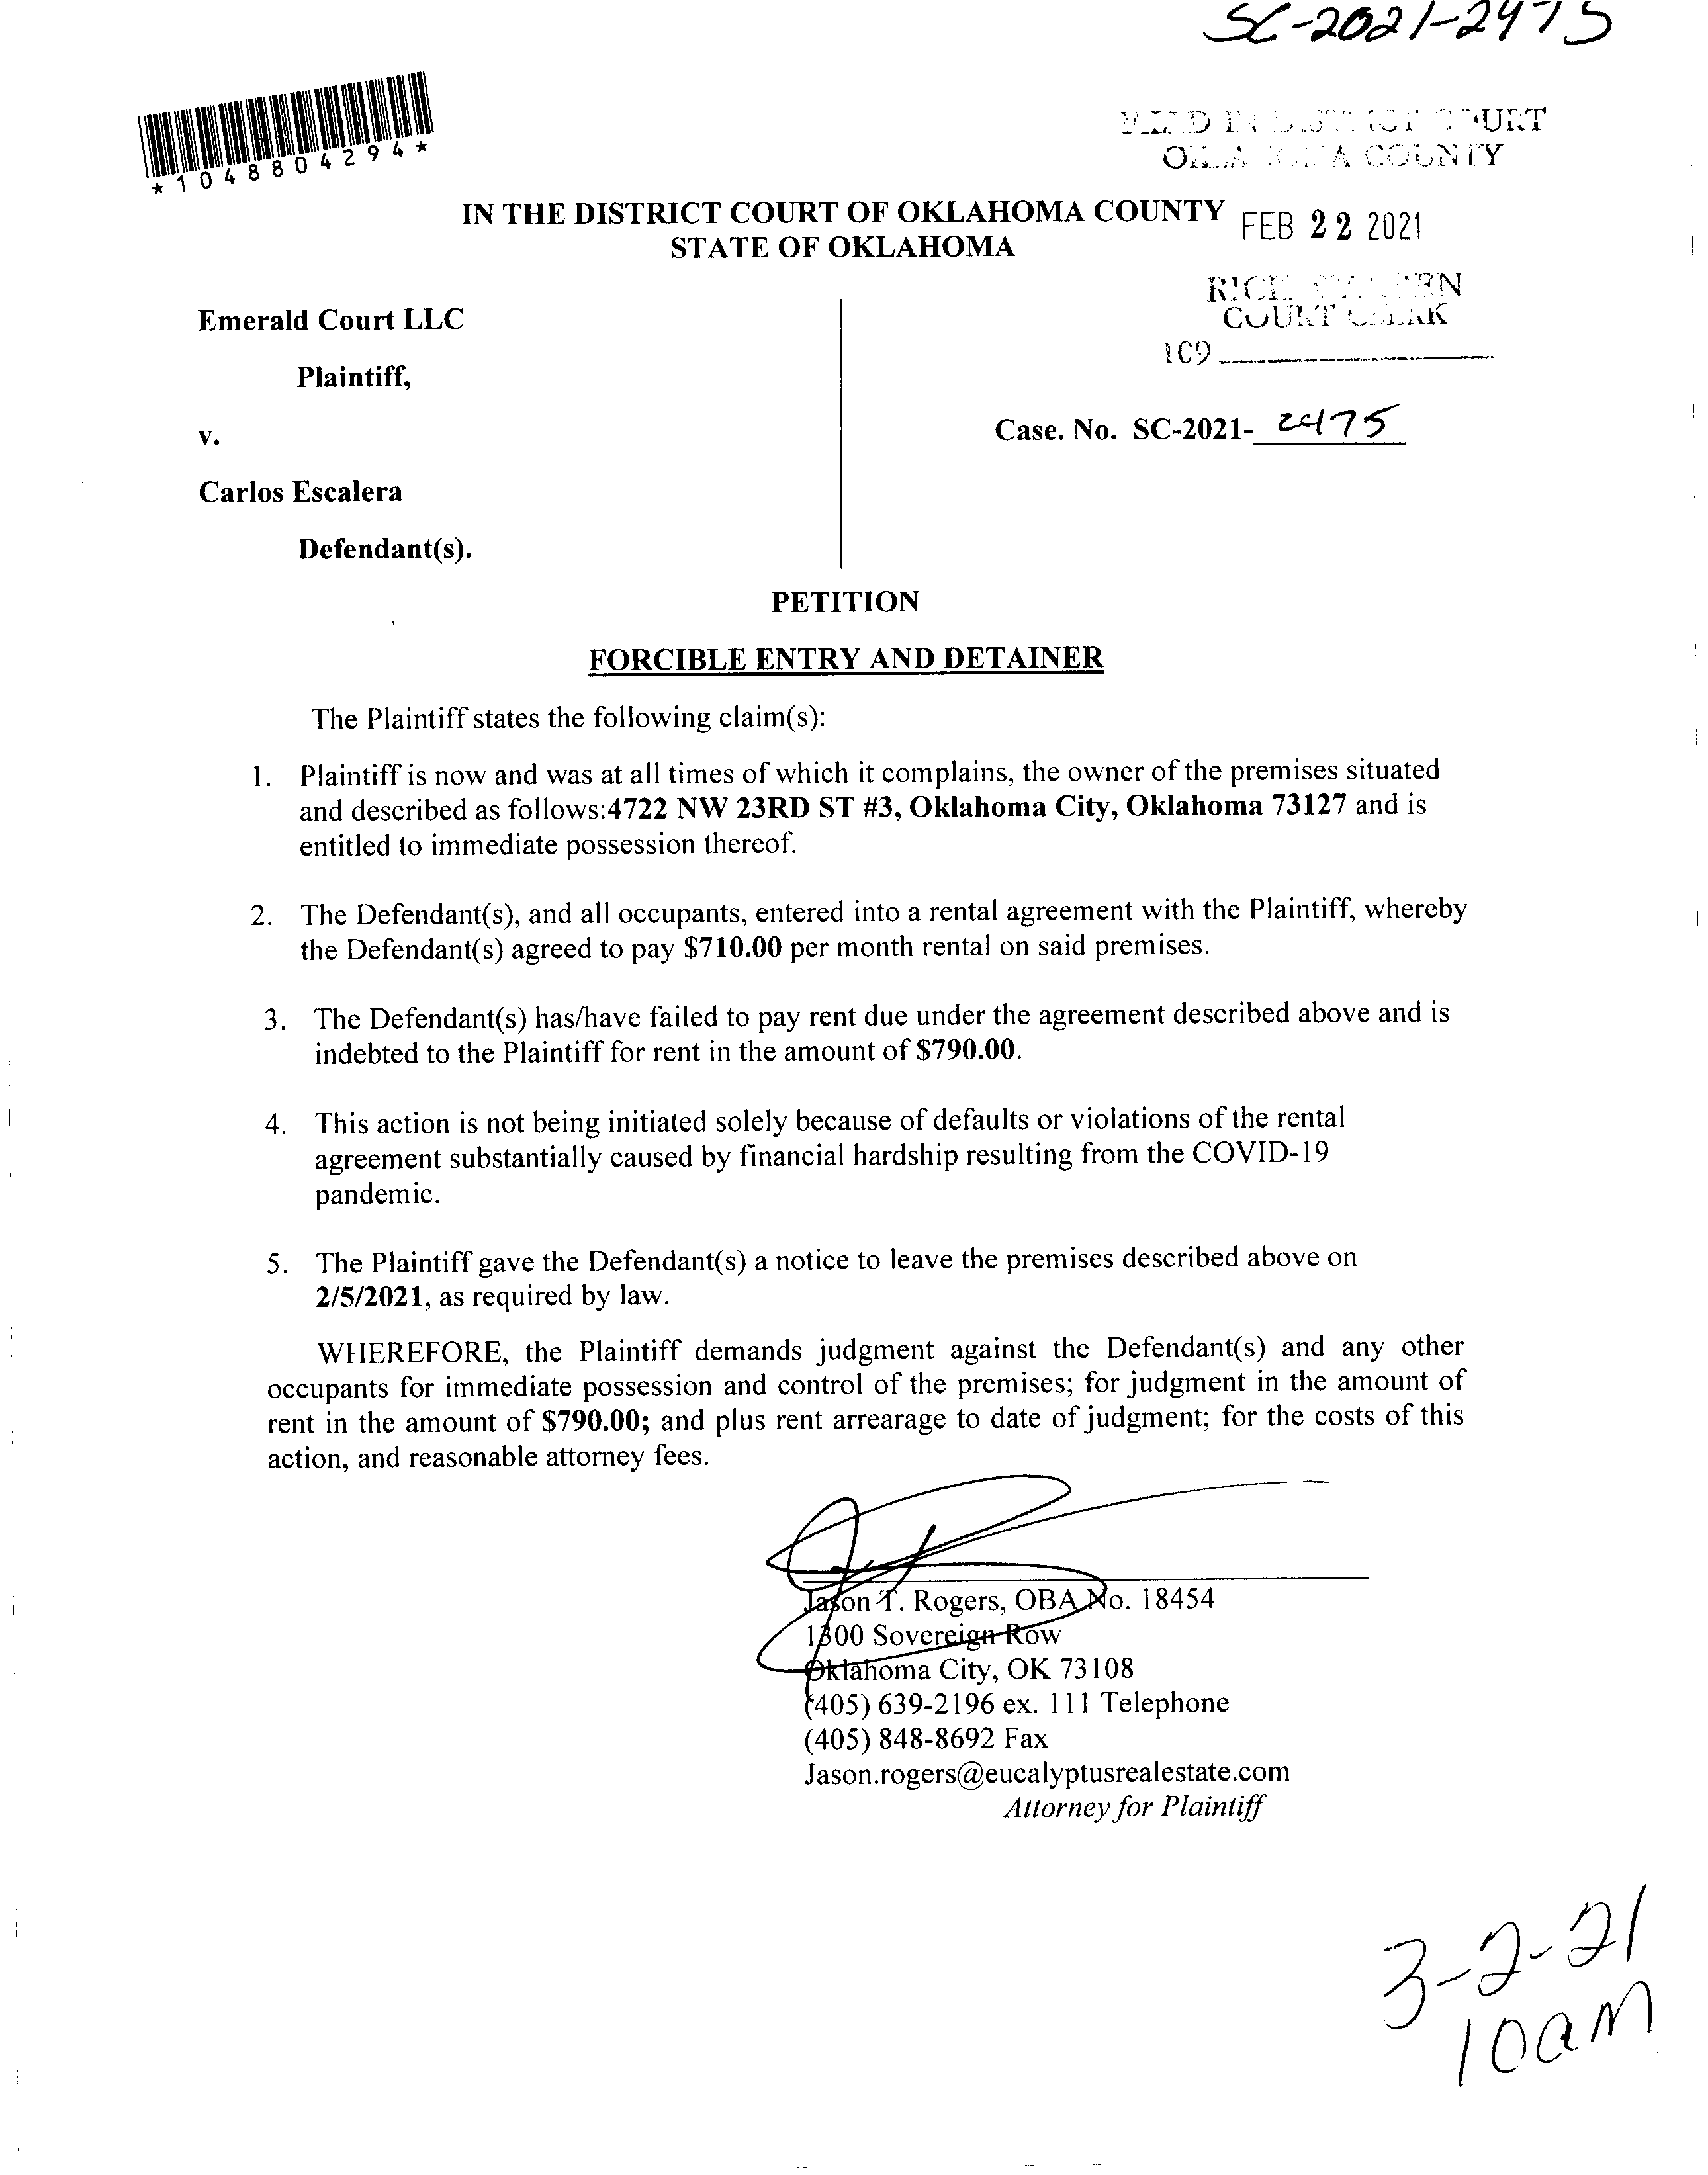 SC-2021-2475
*1048804294*
COURT
COUNTY
IN THE DISTRICT COURT OF OKLAHOMA COUNTY
STATE OF OKLAHOMA
FEB 22 2021
COURT CLERK
109
Emerald Court LLC
Plaintiff,
v.
Case. No. SC-2021- 2475
Carlos Escalera
Defendant(s).
PETITION
FORCIBLE ENTRY AND DETAINER
The Plaintiff states the following claim(s):
1. Plaintiff is now and was at all times of which it complains, the owner of the premises situated
and described as follows:4722 NW 23RD ST #3, Oklahoma City, Oklahoma 73127 and is
entitled to immediate possession thereof.
2. The Defendant(s), and all occupants, entered into a rental agreement with the Plaintiff, whereby
the Defendant(s) agreed to pay $710.00 per month rental on said premises.
3. The Defendant(s) has/have failed to pay rent due under the agreement described above and is
indebted to the Plaintiff for rent in the amount of $790.00.
4. This action is not being initiated solely because of defaults or violations of the rental
agreement substantially caused by financial hardship resulting from the COVID-19
pandemic.
5. The Plaintiff gave the Defendant(s) a notice to leave the premises described above on
2/5/2021, as required by law.
WHEREFORE, the Plaintiff demands judgment against the Defendant(s) and any other
occupants for immediate possession and control of the premises; for judgment in the amount of
rent in the amount of $790.00; and plus rent arrearage to date of judgment; for the costs of this
action, and reasonable attorney fees.
Jason T. Rogers, OBA No. 18454
1300 Sovereign Row
Oklahoma City, OK 73108
(405) 639-2196 ex. 111 Telephone
(405) 848-8692 Fax
Jason.rogers@eucalyptusrealestate.com
Attorney for Plaintiff
3-2-21
10am